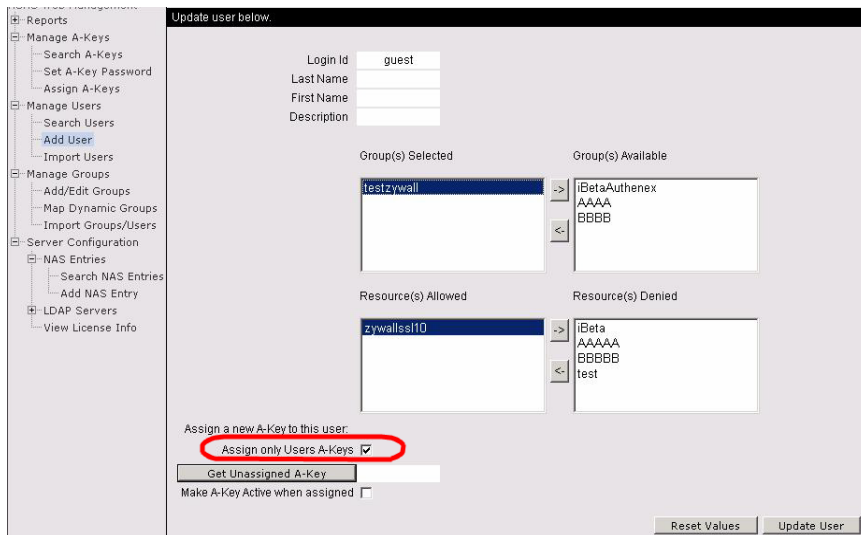 Reports
Manage A-Keys
Search A-Keys
Set A-Key Password
Assign A-Keys
Manage Users
Search Users
Add User
Import Users
Manage Groups
Add/Edit Groups
Map Dynamic Groups
Import Groups/Users
Server Configuration
NAS Entries
Search NAS Entries
Add NAS Entry
LDAP Servers
View License Info
Update user below.
Login Id guest
Last Name
First Name
Description
Group(s) Selected Group(s) Available
testzywall -> iBetaAuthenex
AAAA
<- BBBB
Resource(s) Allowed Resource(s) Denied
zywallssl10 -> iBeta
AAAAA
BBBBB
<- test
Assign a new A-Key to this user:
Assign only Users A-Keys
Get Unassigned A-Key
Make A-Key Active when assigned
Reset Values Update User